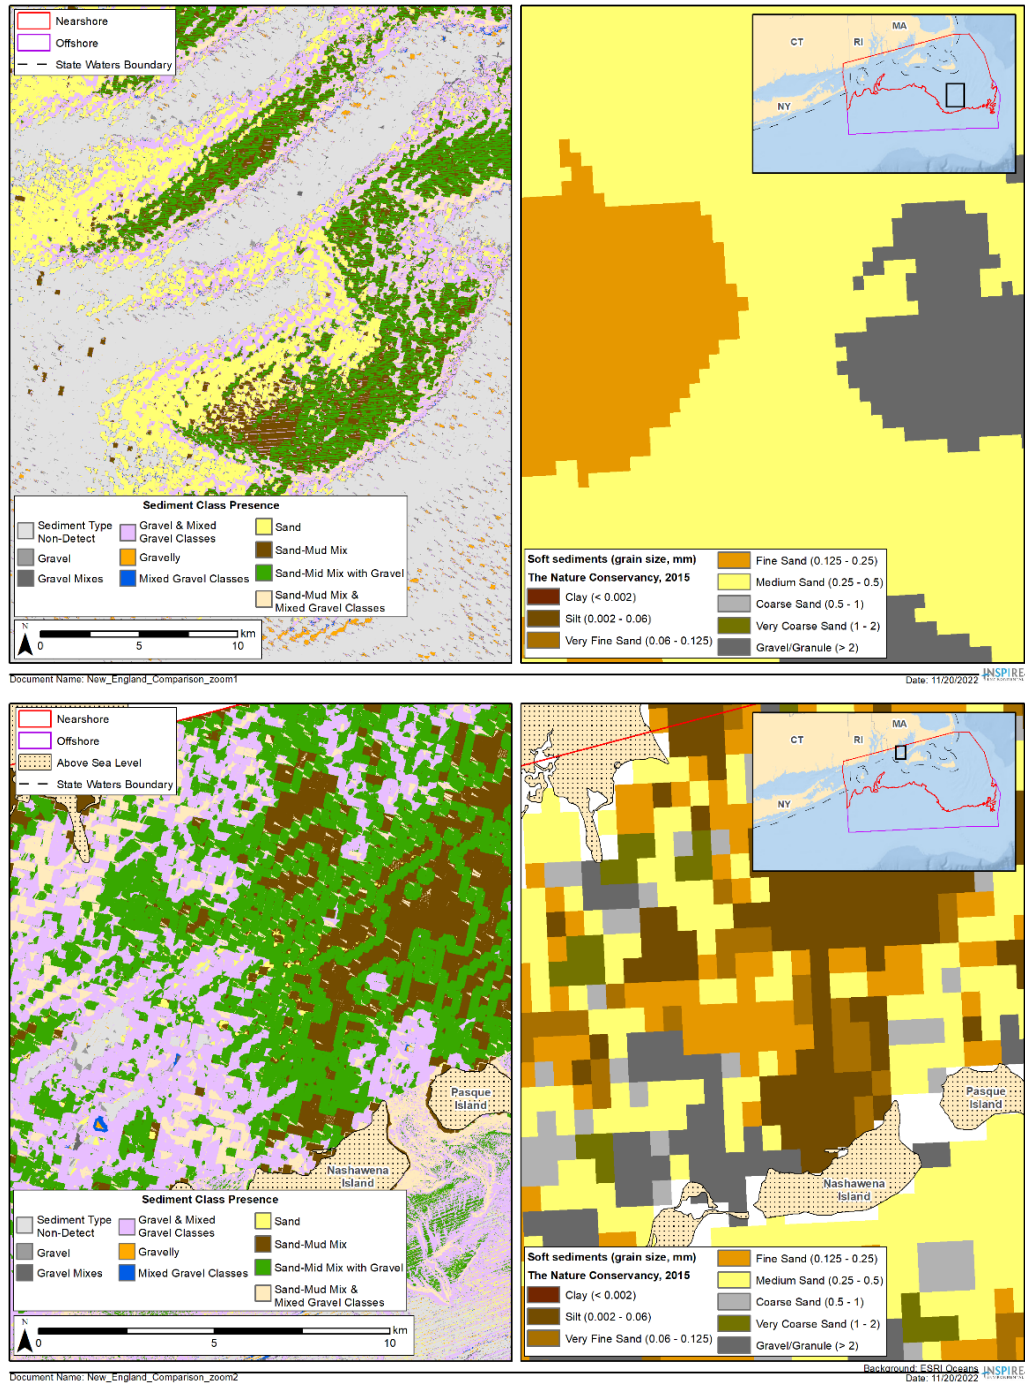 Nearshore
Offshore
State Waters Boundary
Sediment Class Presence
Sediment Type
Non-Detect
Gravel
Gravel Mixes
Gravel & Mixed
Gravel Classes
Gravelly
Mixed Gravel Classes
Sand
Sand-Mud Mix
Sand-Mid Mix with Gravel
Sand-Mud Mix &
Mixed Gravel Classes
N
km
0
5
10
CT
RI
MA
NY
Soft sediments (grain size, mm)
The Nature Conservancy, 2015
Clay (< 0.002)
Silt (0.002 - 0.06)
Very Fine Sand (0.06 - 0.125)
Fine Sand (0.125 - 0.25)
Medium Sand (0.25 - 0.5)
Coarse Sand (0.5 - 1)
Very Coarse Sand (1 - 2)
Gravel/Granule (> 2)
Document Name: New_England_Comparison_zoom1
Date: 11/20/2022
INSPIRE
Nearshore
Offshore
Above Sea Level
State Waters Boundary
Pasque
Island
Nashawena
Island
Sediment Class Presence
Sediment Type
Non-Detect
Gravel
Gravel Mixes
Gravel & Mixed
Gravel Classes
Gravelly
Mixed Gravel Classes
Sand
Sand-Mud Mix
Sand-Mid Mix with Gravel
Sand-Mud Mix &
Mixed Gravel Classes
N
km
0
5
10
CT
RI
MA
NY
Pasque
Island
Nashawena
Island
Soft sediments (grain size, mm)
The Nature Conservancy, 2015
Clay (< 0.002)
Silt (0.002 - 0.06)
Very Fine Sand (0.06 - 0.125)
Fine Sand (0.125 - 0.25)
Medium Sand (0.25 - 0.5)
Coarse Sand (0.5 - 1)
Very Coarse Sand (1 - 2)
Gravel/Granule (> 2)
Document Name: New_England_Comparison_zoom2
Background: ESRI Oceans
Date: 11/20/2022
INSPIRE